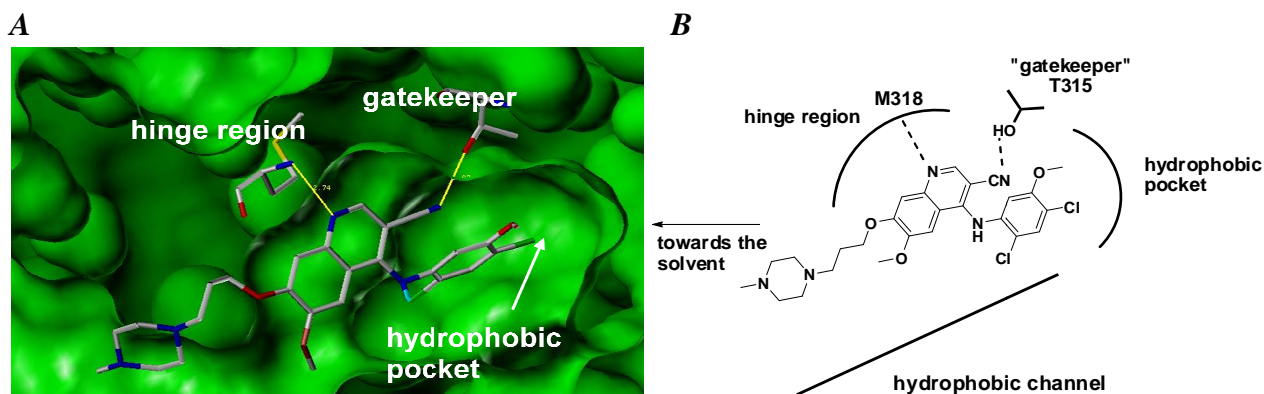 A
hinge region
gatekeeper
2.74
hydrophobic
pocket
B
"gatekeeper"
T315
M318
hinge region
HO
hydrophobic
pocket
N
CN
O
Cl
O
N
H
O
Cl
N
N
towards the
solvent
hydrophobic channel